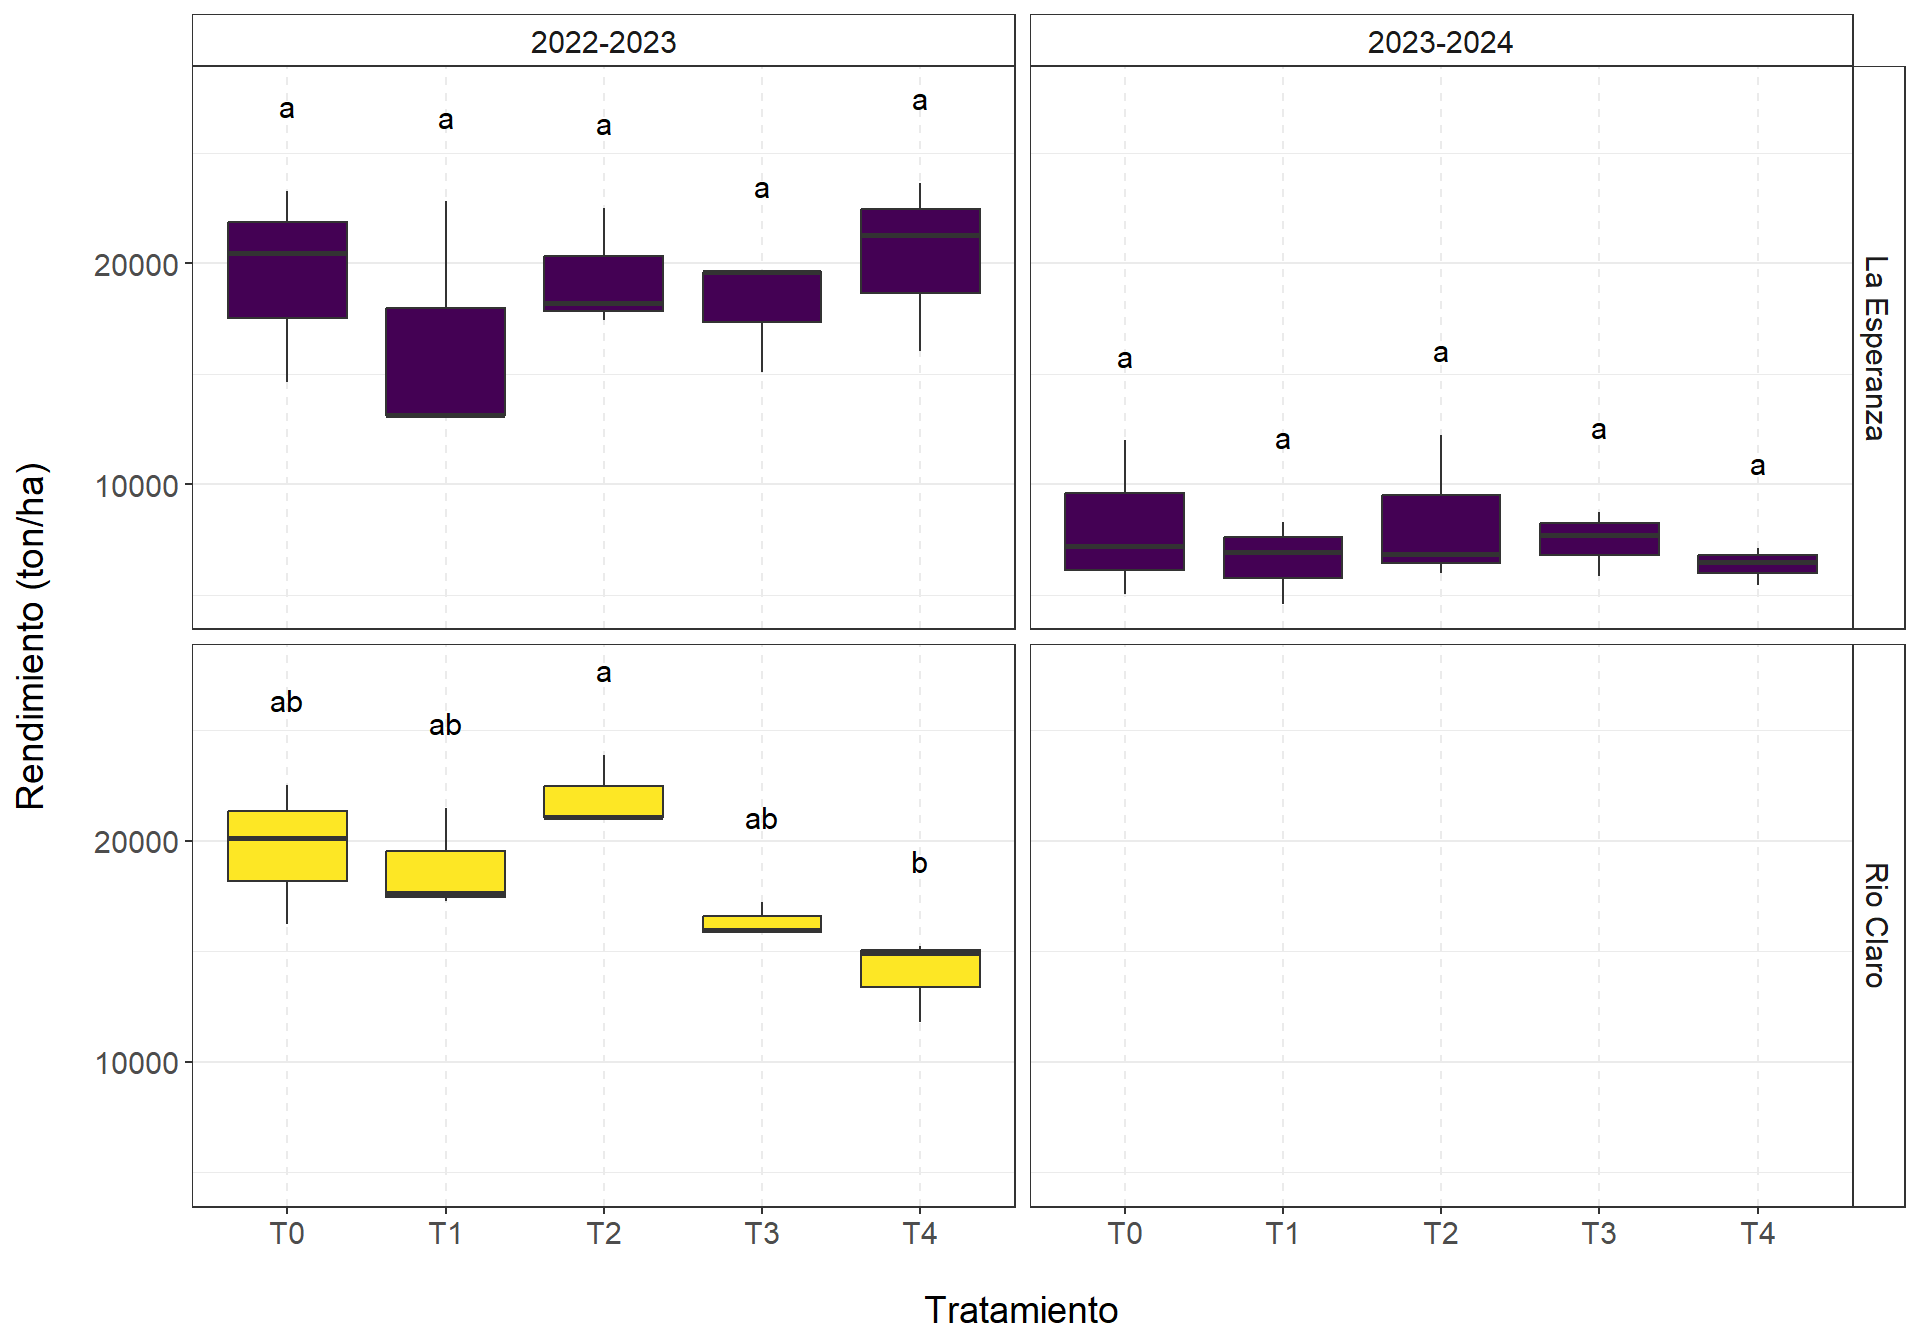 2022-2023
2023-2024
a
a
a
a
a
a
a
a
a
a
La Esperanza
20000
10000
Rendimiento (ton/ha)
ab
ab
a
ab
b
Rio Claro
20000
10000
T0
T1
T2
T3
T4
T0
T1
T2
T3
T4
Tratamiento